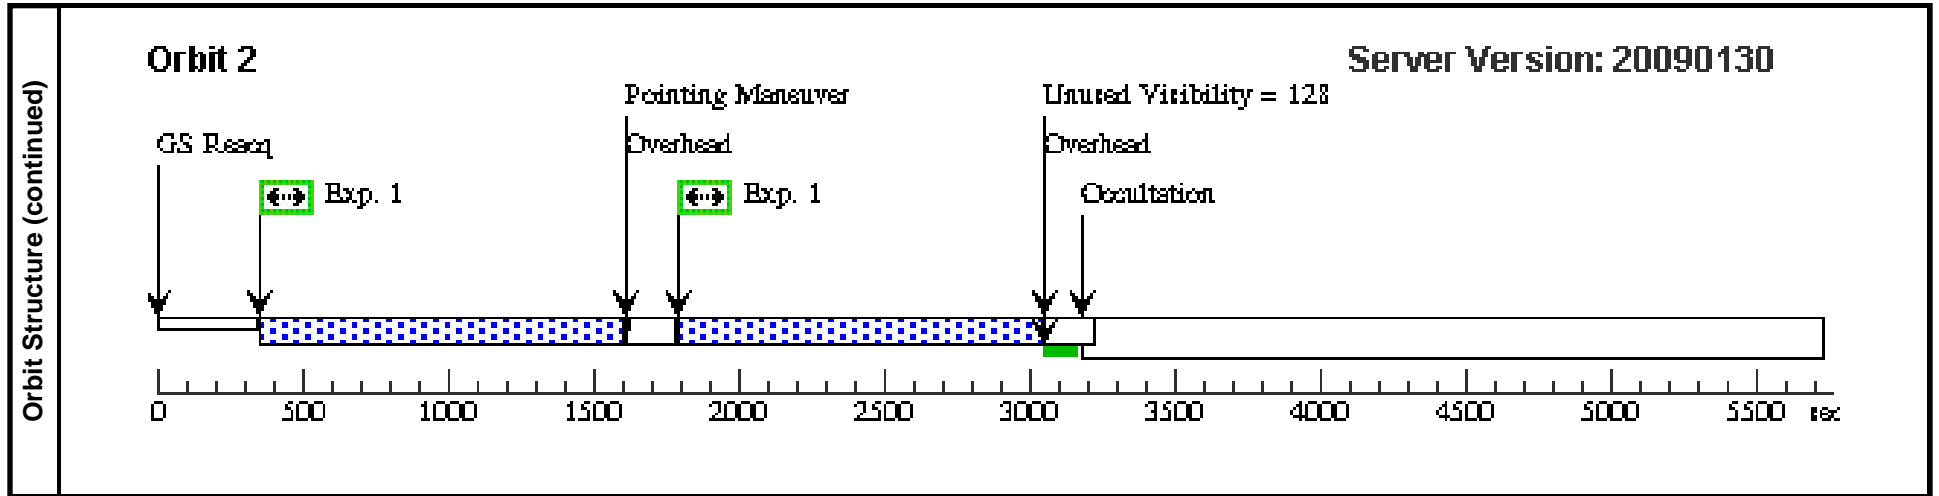 Orbit Structure (continued)
Orbit 2
Server Version: 20090130
Pointing Maneuver
Unused Visibility = 128
GS Reacq
Overhead
Overhead
Exp. 1
Exp. 1
Occultation
0 500 1000 1500 2000 2500 3000 3500 4000 4500 5000 5500 sec